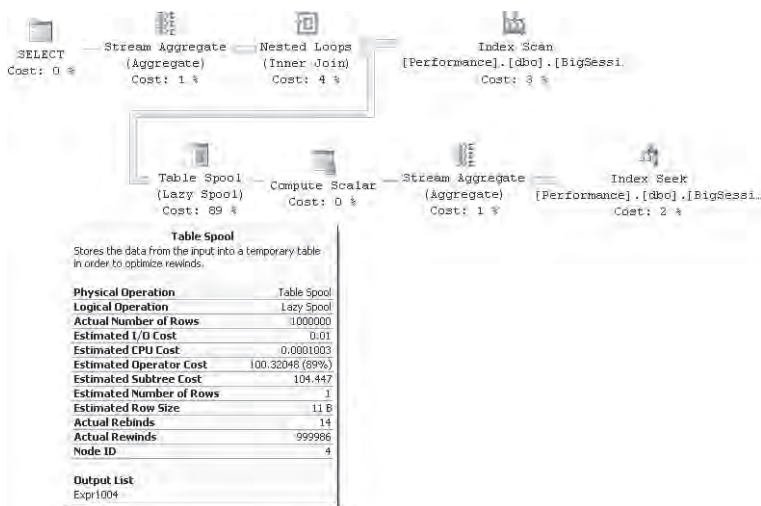 SELECT
Cost: 0 %
Stream Aggregate
(Aggregate)
Cost: 1 %
Nested Loops
(Inner Join)
Cost: 4 %
Index Scan
[Performance].[dbo].[BigSessi…
Cost: 3 %
Table Spool
(Lazy Spool)
Cost: 89 %
Compute Scalar
Cost: 0 %
Stream Aggregate
(Aggregate)
Cost: 1 %
Index Seek
[Performance].[dbo].[BigSessi…
Cost: 2 %
Table Spool
Stores the data from the input into a temporary table
in order to optimize rewinds.
Physical Operation Table Spool
Logical Operation Lazy Spool
Actual Number of Rows 1000000
Estimated I/O Cost 0.01
Estimated CPU Cost 0.0001003
Estimated Operator Cost 100.32048 (89%)
Estimated Subtree Cost 104.447
Estimated Number of Rows 1
Estimated Row Size 11 B
Actual Rebinds 14
Actual Rewinds 999986
Node ID 4
Output List
Expr1004